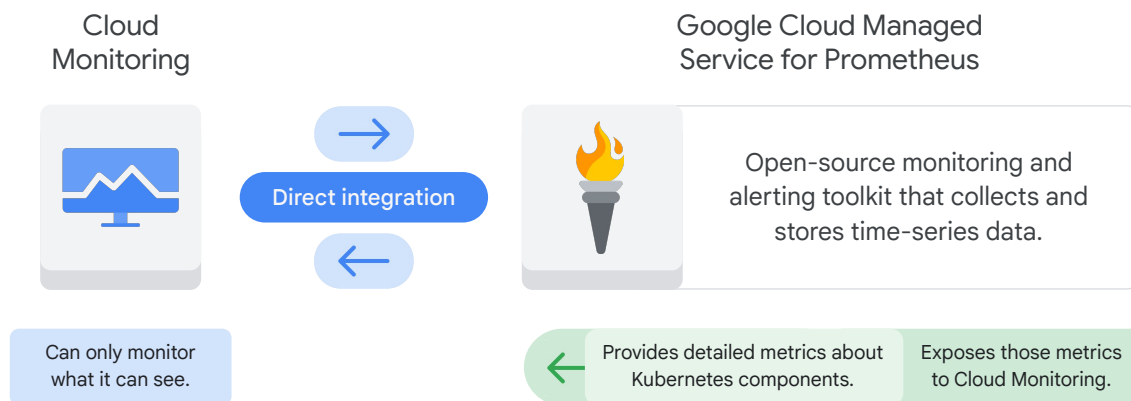 Cloud
Monitoring
Google Cloud Managed
Service for Prometheus
Direct integration
Open-source monitoring and
alerting toolkit that collects and
stores time-series data.
Can only monitor
what it can see.
Provides detailed metrics about
Kubernetes components.
Exposes those metrics
to Cloud Monitoring.